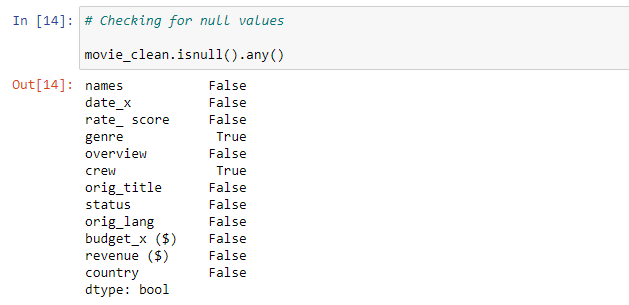 In [14]: # Checking for null values
movie_clean.isnull().any()
Out[14]: names False
date_x False
rate_ score False
genre True
overview False
crew True
orig_title False
status False
orig_lang False
budget_x ($) False
revenue ($) False
country False
dtype: bool